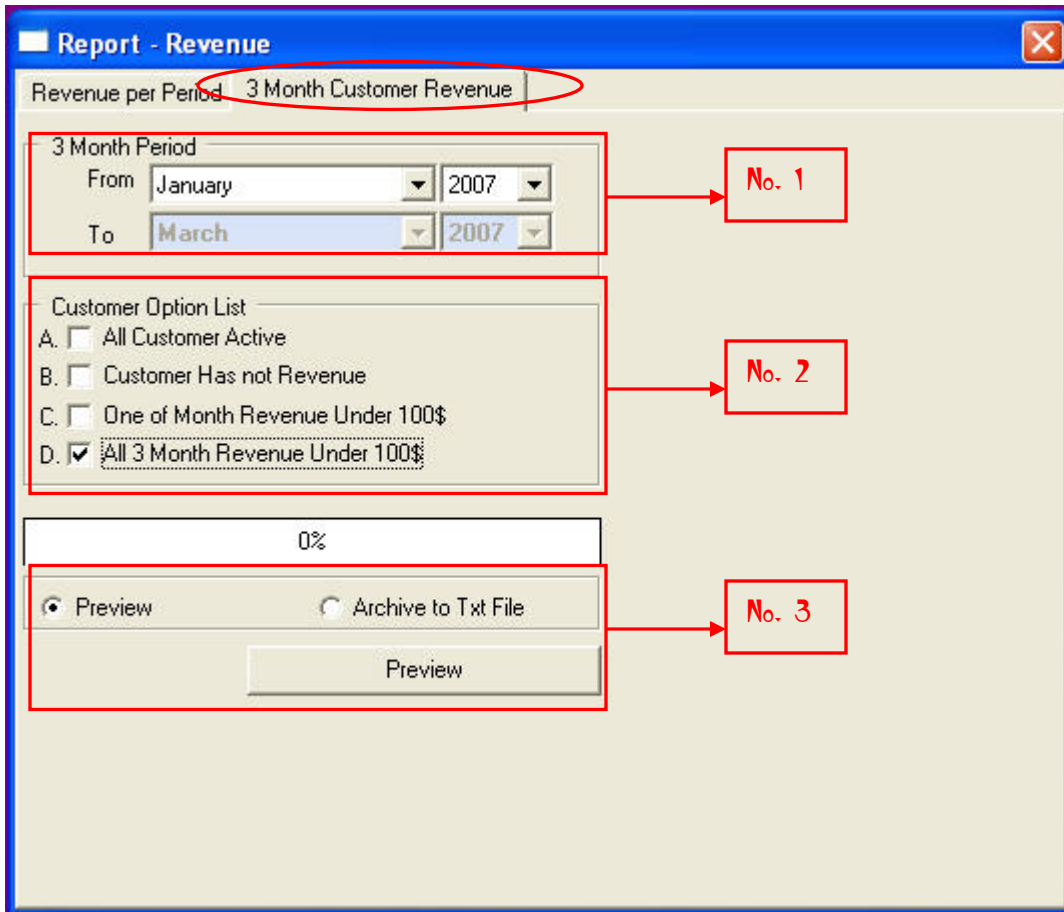 Report - Revenue
Revenue per Period
3 Month Customer Revenue
3 Month Period
From January 2007
To March 2007
No. 1
Customer Option List
A. All Customer Active
B. Customer Has not Revenue
C. One of Month Revenue Under 100$
D. All 3 Month Revenue Under 100$
No. 2
0%
Preview
Archive to Txt File
Preview
No. 3